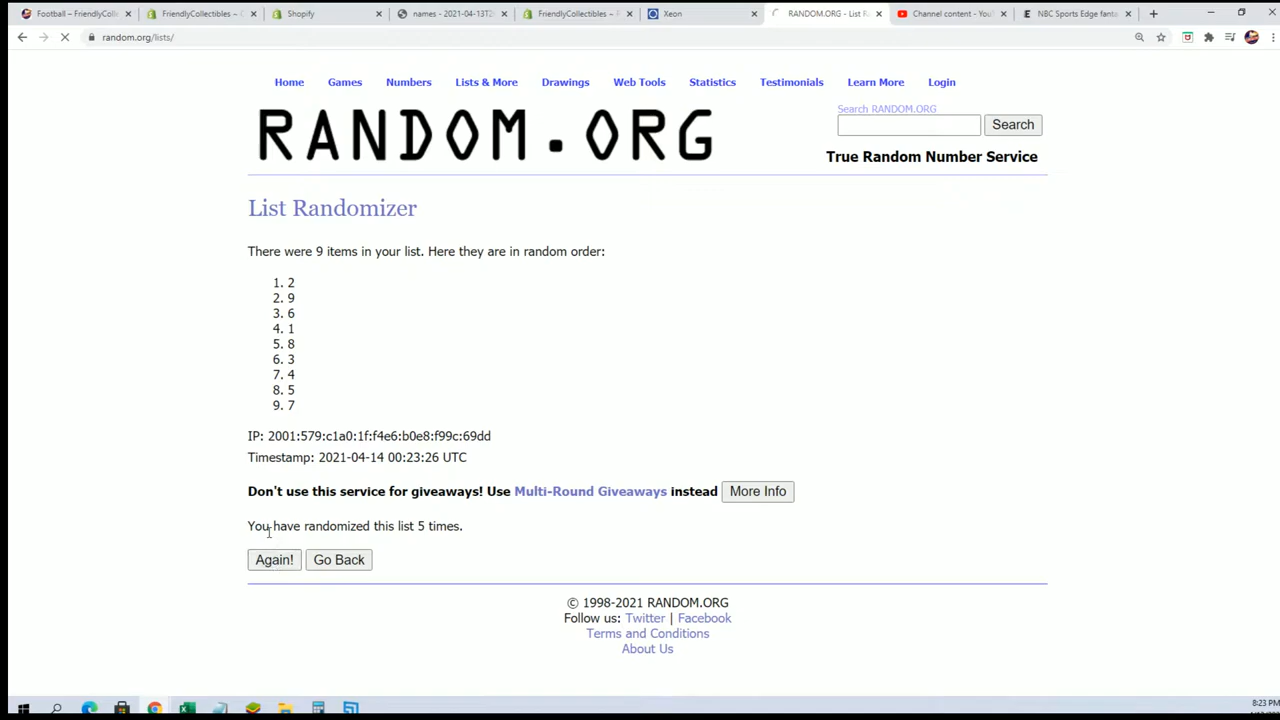 Football – FriendlyColle
FriendlyCollectibles ~
Shopify
names - 2021-04-13T2
FriendlyCollectibles ~
Xeon
RANDOM.ORG - List R
Channel content - You
NBC Sports Edge fanta
random.org/lists/
Home Games Numbers Lists & More Drawings Web Tools Statistics Testimonials Learn More Login
RANDOM.ORG
Search RANDOM.ORG
Search
True Random Number Service
List Randomizer
There were 9 items in your list. Here they are in random order:
1. 2
2. 9
3. 6
4. 1
5. 8
6. 3
7. 4
8. 5
9. 7
IP: 2001:579:c1a0:1f:f4e6:b0e8:f99c:69dd
Timestamp: 2021-04-14 00:23:26 UTC
Don't use this service for giveaways! Use Multi-Round Giveaways instead More Info
You have randomized this list 5 times.
Again! Go Back
© 1998-2021 RANDOM.ORG
Follow us: Twitter | Facebook
Terms and Conditions
About Us
8:23 PM